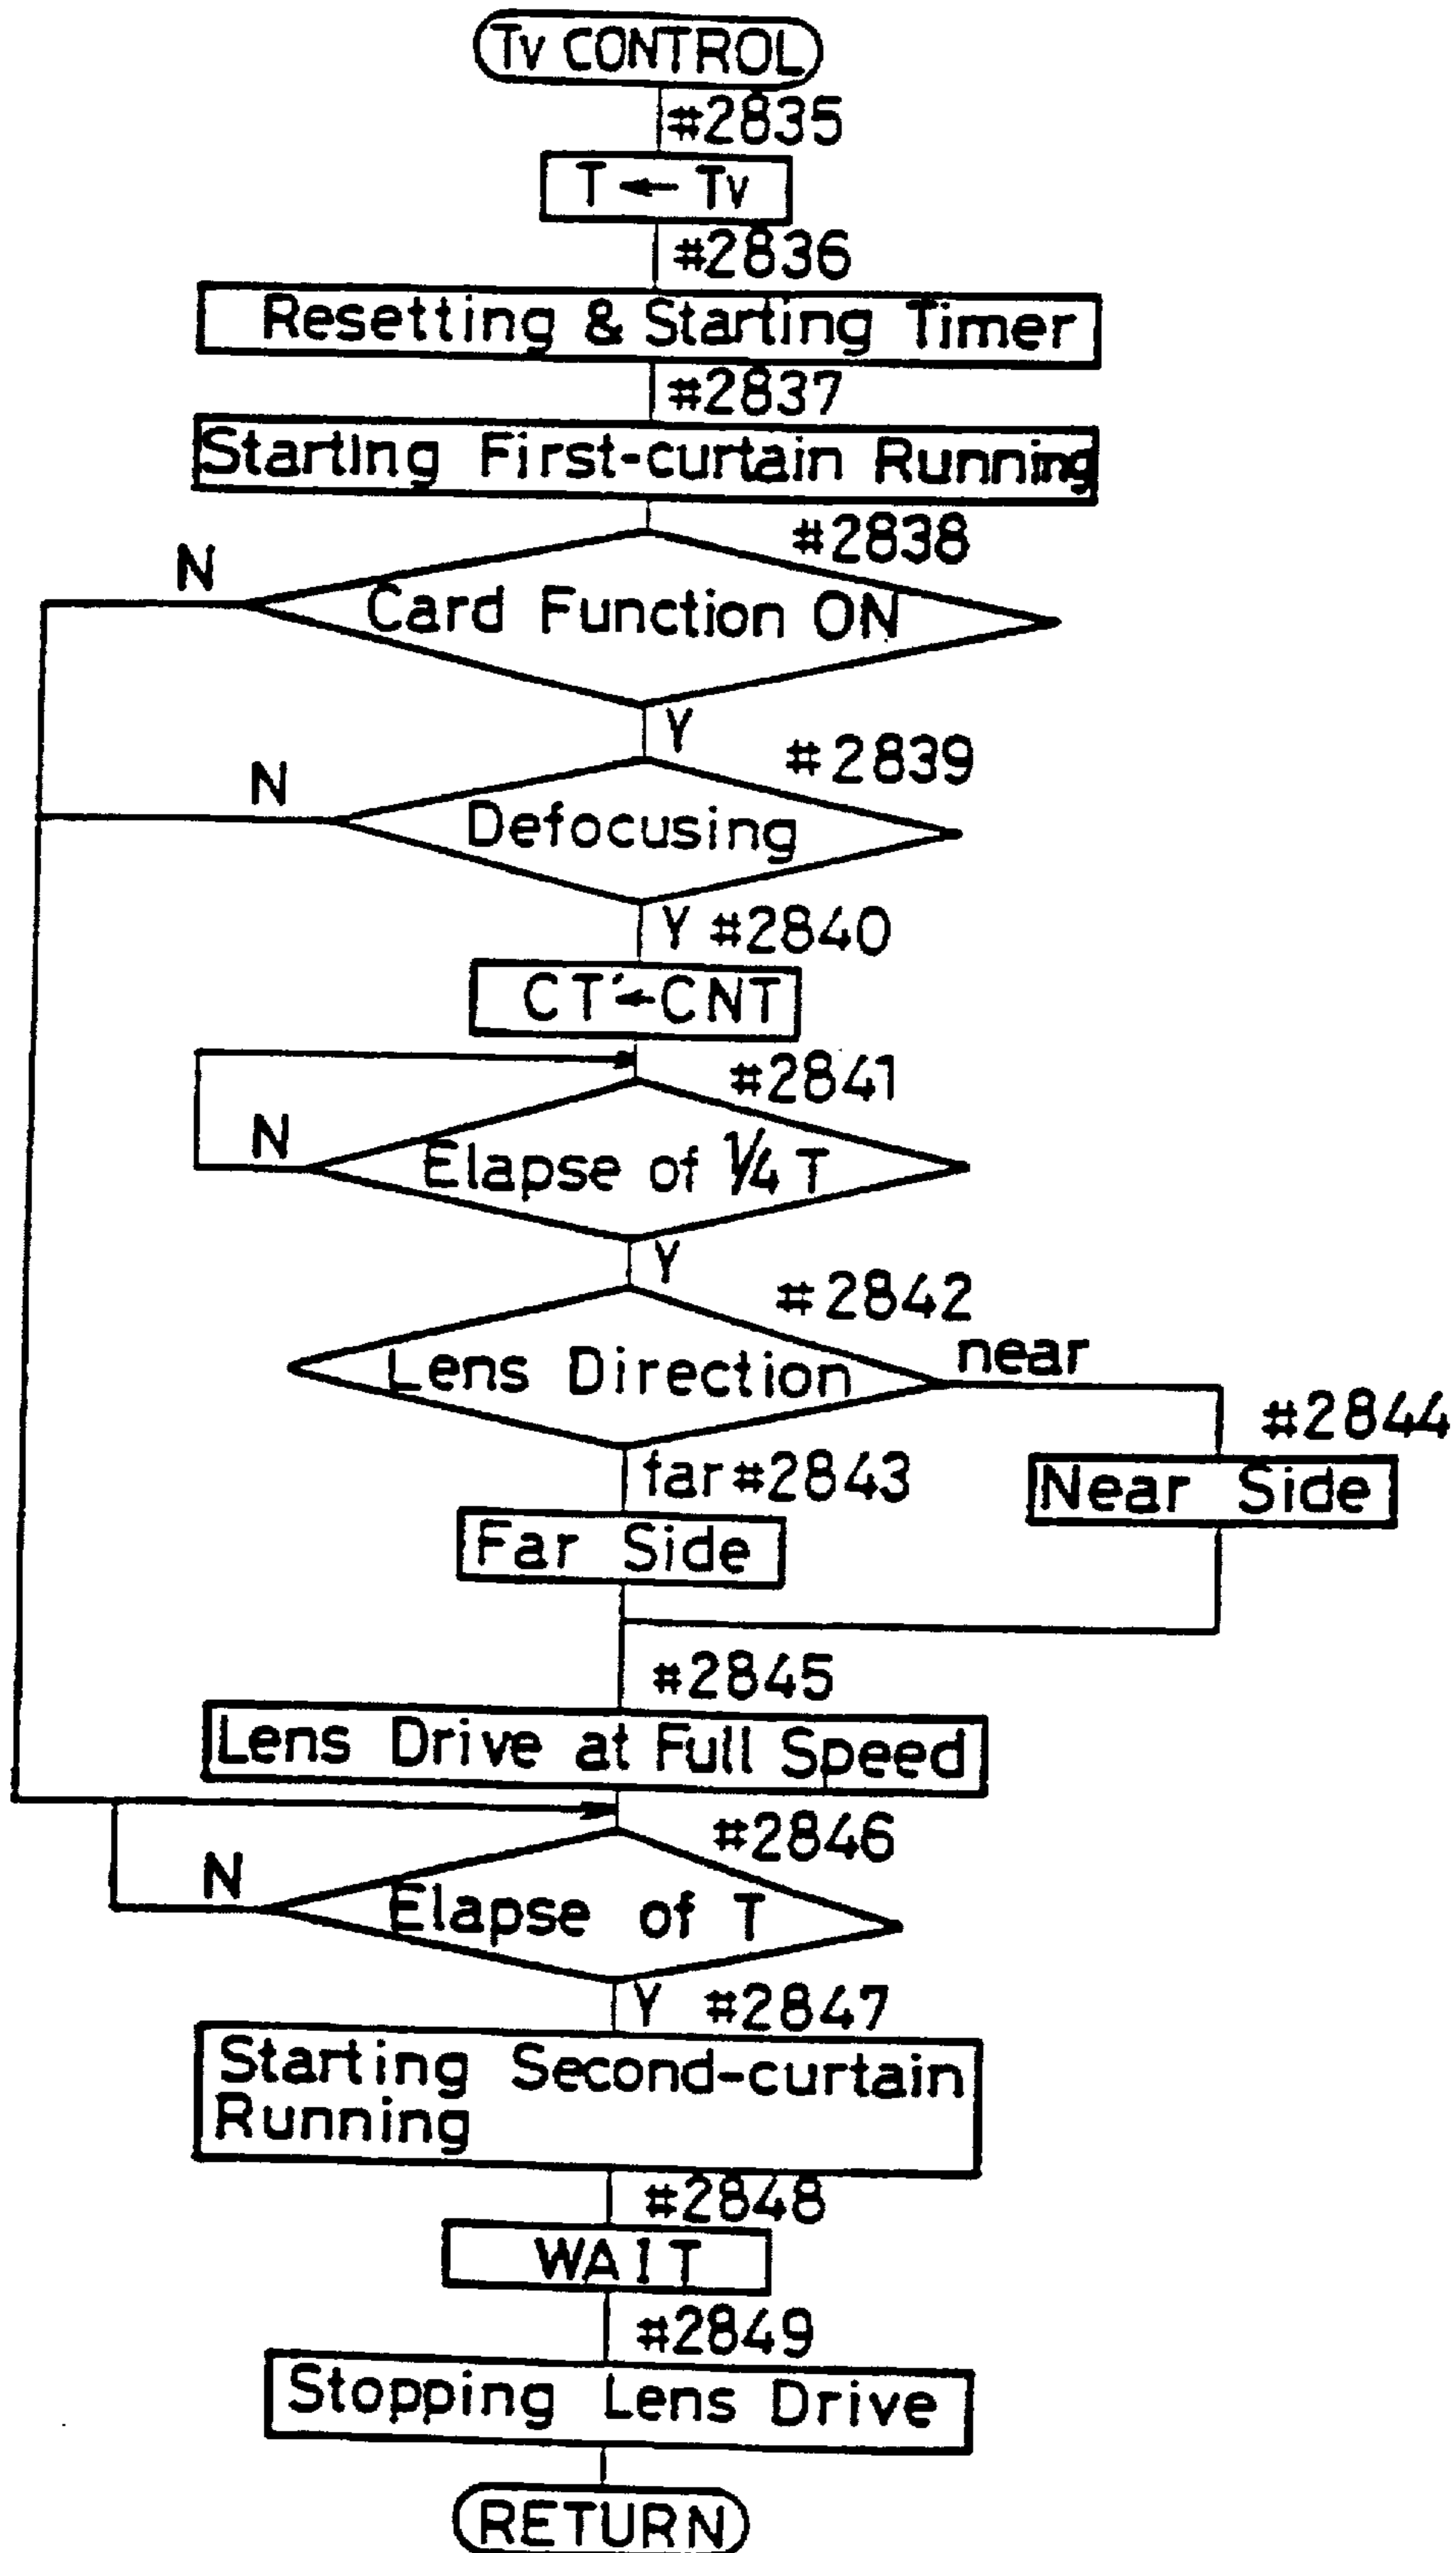 Tv CONTROL
#2835
T ← Tv
#2836
Resetting & Starting Timer
#2837
Starting First-curtain Running
#2838
N
Card Function ON
Y
#2839
N
Defocusing
Y #2840
CT'←CNT
#2841
N
Elapse of 1/4 T
Y
#2842
Lens Direction
near
#2844
far #2843
Near Side
Far Side
#2845
Lens Drive at Full Speed
#2846
N
Elapse of T
Y #2847
Starting Second-curtain
Running
#2848
WAIT
#2849
Stopping Lens Drive
RETURN